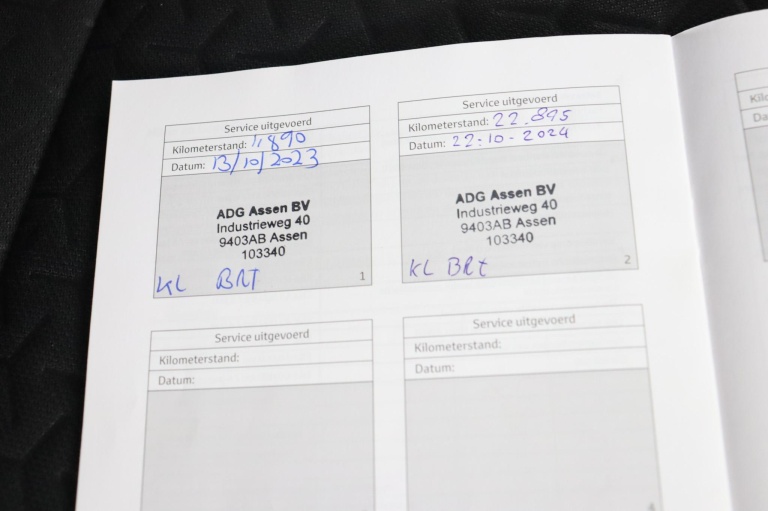 Service uitgevoerd
Kilometerstand: 11890
Datum: 13/10/2023
ADG Assen BV
Industrieweg 40
9403AB Assen
103340
KL BRT
1
Service uitgevoerd
Kilometerstand: 22.895
Datum: 22-10-2024
ADG Assen BV
Industrieweg 40
9403AB Assen
103340
KL BRt
2
Service uitgevoerd
Kilometerstand:
Datum:
Service uitgevoerd
Kilometerstand:
Datum: